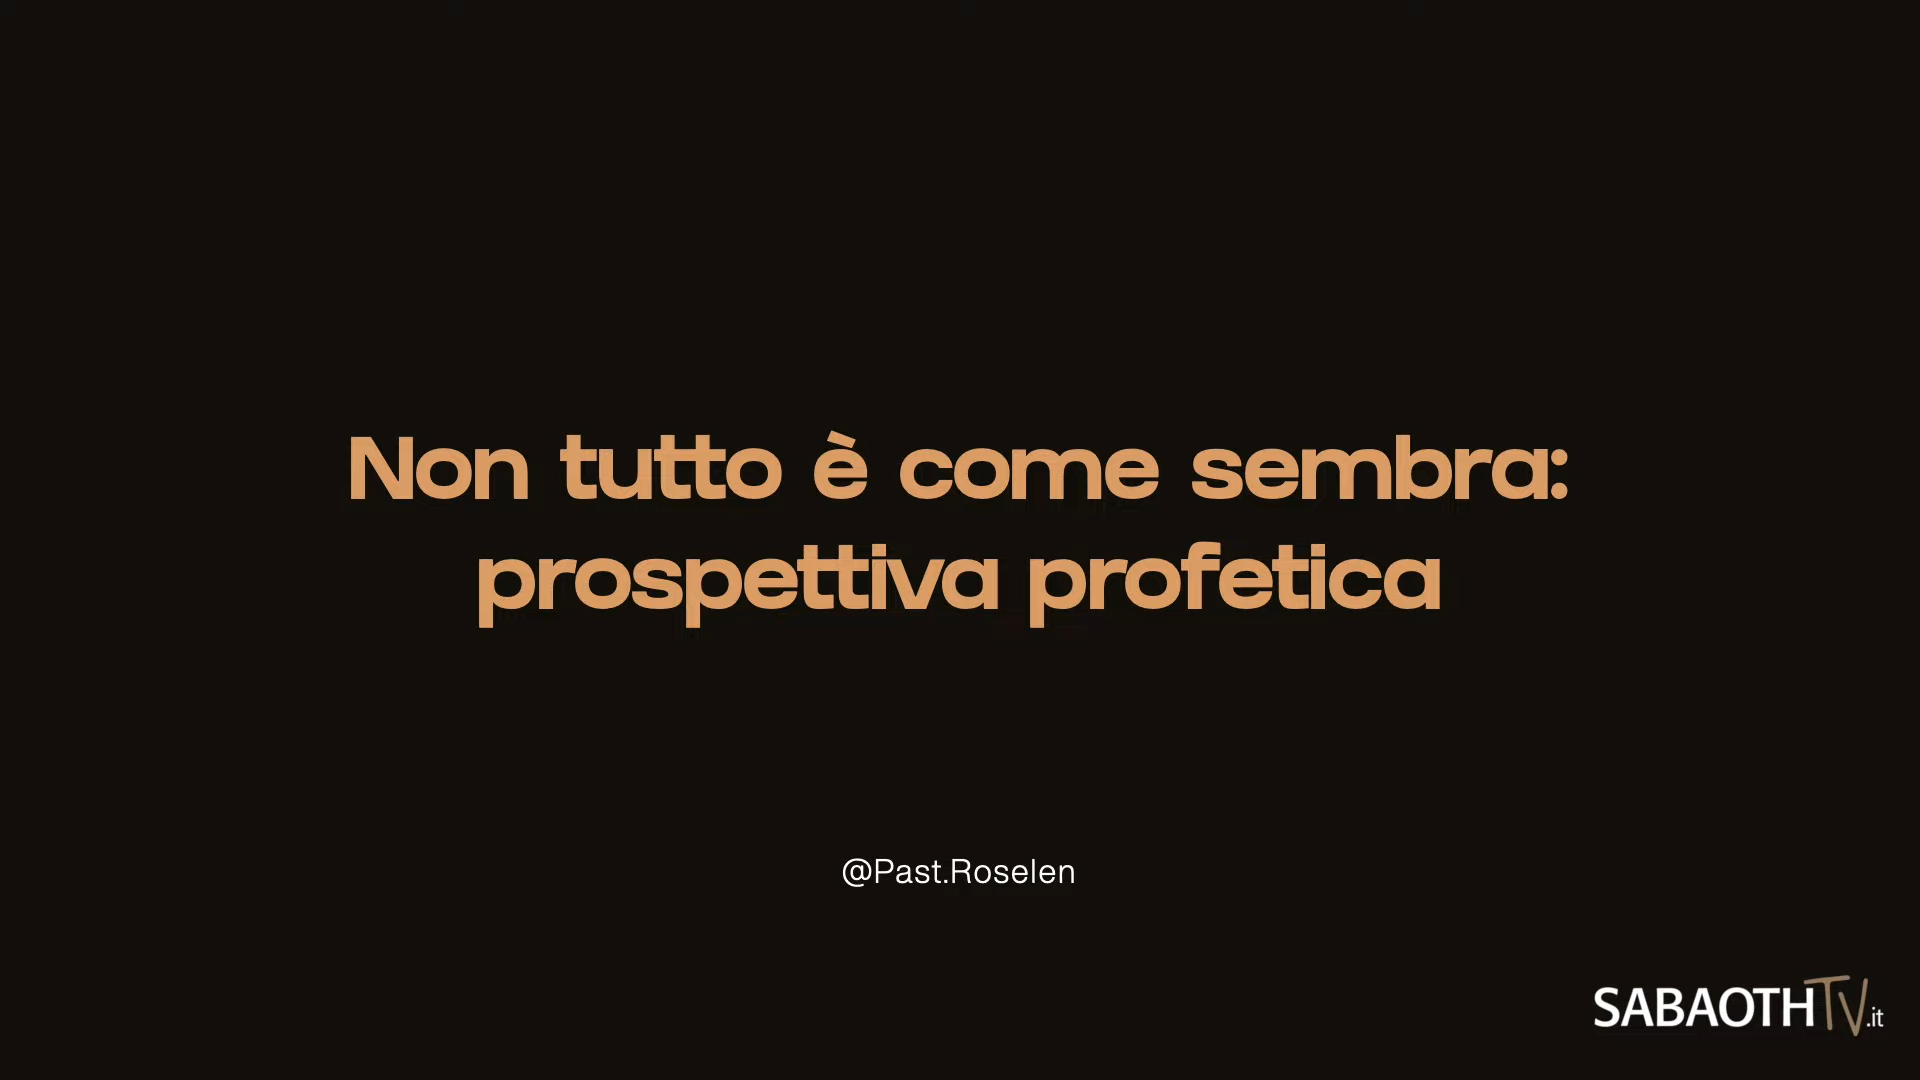 Non tutto è come sembra:
prospettiva profetica
@Past.Roselen
SABAOTHTV.it